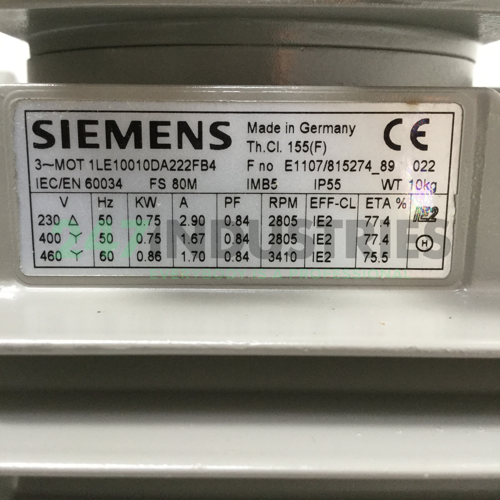 SIEMENS
Made in Germany
Th.Cl. 155(F)
CE
3~MOT 1LE10010DA222FB4
F no E1107/815274_89 022
IEC/EN 60034 FS 80M IMB5 IP55 WT 10kg
V Hz KW A PF RPM EFF-CL ETA % IE2
230 △ 50 0.75 2.90 0.84 2805 IE2 77.4
400 Y 50 0.75 1.67 0.84 2805 IE2 77.4 H
460 Y 60 0.86 1.70 0.84 3410 IE2 75.5
247 INDUSTRIES